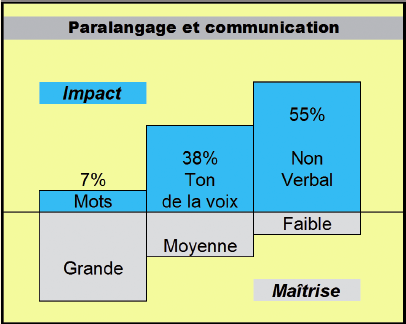 Paralangage et communication
Impact
55%
38%
Non
7%
Ton
Verbal
Mots
de la voix
Faible
Moyenne
Grande
Maîtrise